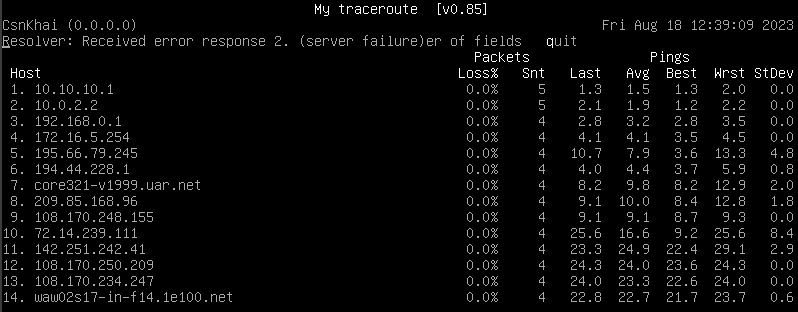 My traceroute [v0.85]
CsnKhai (0.0.0.0) Fri Aug 18 12:39:09 2023
Resolver: Received error response 2. (server failure)er of fields quit
Packets Pings
Host Loss% Snt Last Avg Best Wrst StDev
1. 10.10.10.1 0.0% 5 1.3 1.5 1.3 2.0 0.0
2. 10.0.2.2 0.0% 5 2.1 1.9 1.2 2.2 0.0
3. 192.168.0.1 0.0% 4 2.8 3.2 2.8 3.5 0.0
4. 172.16.5.254 0.0% 4 4.1 4.1 3.5 4.5 0.0
5. 195.66.79.245 0.0% 4 10.7 7.9 3.6 13.3 4.8
6. 194.44.228.1 0.0% 4 4.0 4.4 3.7 5.9 0.8
7. core321-v1999.uar.net 0.0% 4 8.2 9.8 8.2 12.9 2.0
8. 209.85.168.96 0.0% 4 9.1 10.0 8.4 12.8 1.8
9. 108.170.248.155 0.0% 4 9.1 9.1 8.7 9.3 0.0
10. 72.14.239.111 0.0% 4 25.6 16.6 9.2 25.6 8.4
11. 142.251.242.41 0.0% 4 23.3 24.9 22.4 29.1 2.9
12. 108.170.250.209 0.0% 4 24.3 24.0 23.6 24.3 0.0
13. 108.170.234.247 0.0% 4 24.0 23.3 22.6 24.0 0.0
14. waw02s17-in-f14.1e100.net 0.0% 4 22.8 22.7 21.7 23.7 0.6